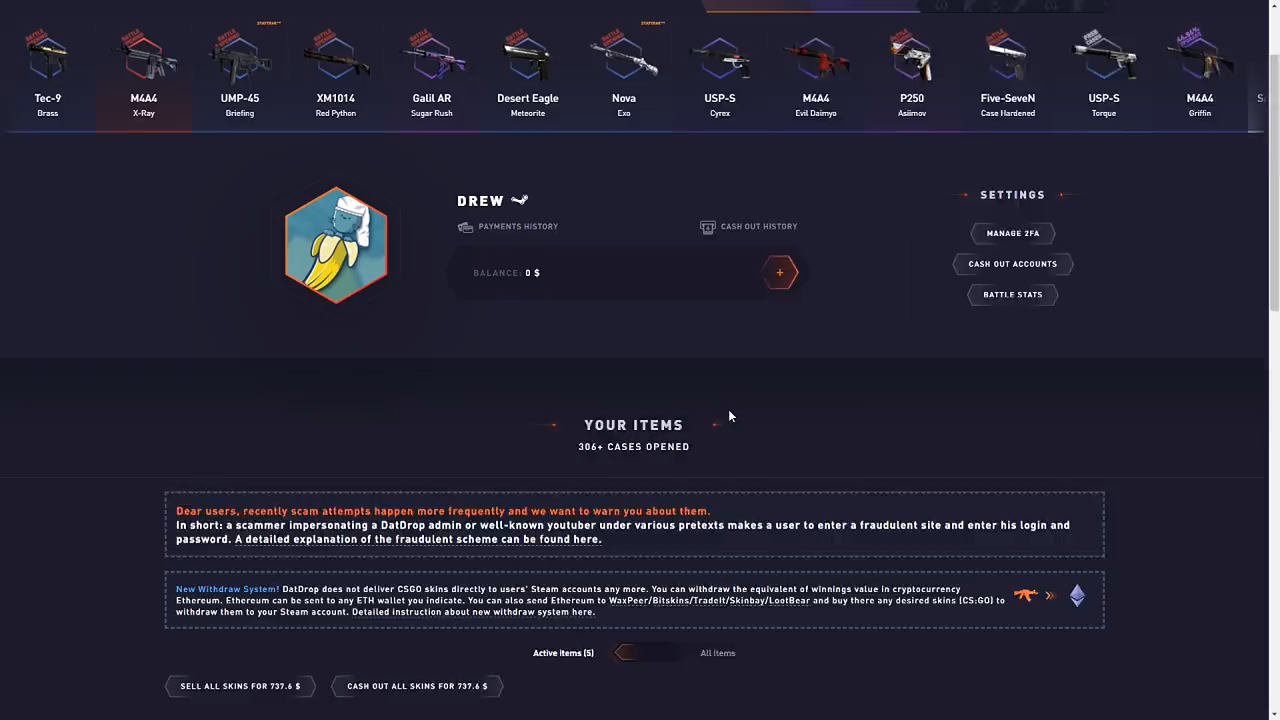 Tec-9
Brass
M4A4
X-Ray
STATTRAK™
UMP-45
Briefing
XM1014
Red Python
Galil AR
Sugar Rush
Desert Eagle
Meteorite
STATTRAK™
Nova
Exo
USP-S
Cyrex
M4A4
Evil Daimyo
P250
Asiimov
Five-SeveN
Case Hardened
USP-S
Torque
M4A4
Griffin
DREW
PAYMENTS HISTORY
CASH OUT HISTORY
BALANCE: 0 $
+
SETTINGS
MANAGE 2FA
CASH OUT ACCOUNTS
BATTLE STATS
YOUR ITEMS
306+ CASES OPENED
Dear users, recently scam attempts happen more frequently and we want to warn you about them.
In short: a scammer impersonating a DatDrop admin or well-known youtuber under various pretexts makes a user to enter a fraudulent site and enter his login and
password. A detailed explanation of the fraudulent scheme can be found here.
New Withdraw System! DatDrop does not deliver CSGO skins directly to users' Steam accounts any more. You can withdraw the equivalent of winnings value in cryptocurrency
Ethereum. Ethereum can be sent to any ETH wallet you indicate. You can also send Ethereum to WaxPeer/Bitskins/TradeIt/Skinbay/LootBear and buy there any desired skins (CS:GO) to
withdraw them to your Steam account. Detailed instruction about new withdraw system here.
Active Items (5)
All Items
SELL ALL SKINS FOR 737.6 $
CASH OUT ALL SKINS FOR 737.6 $